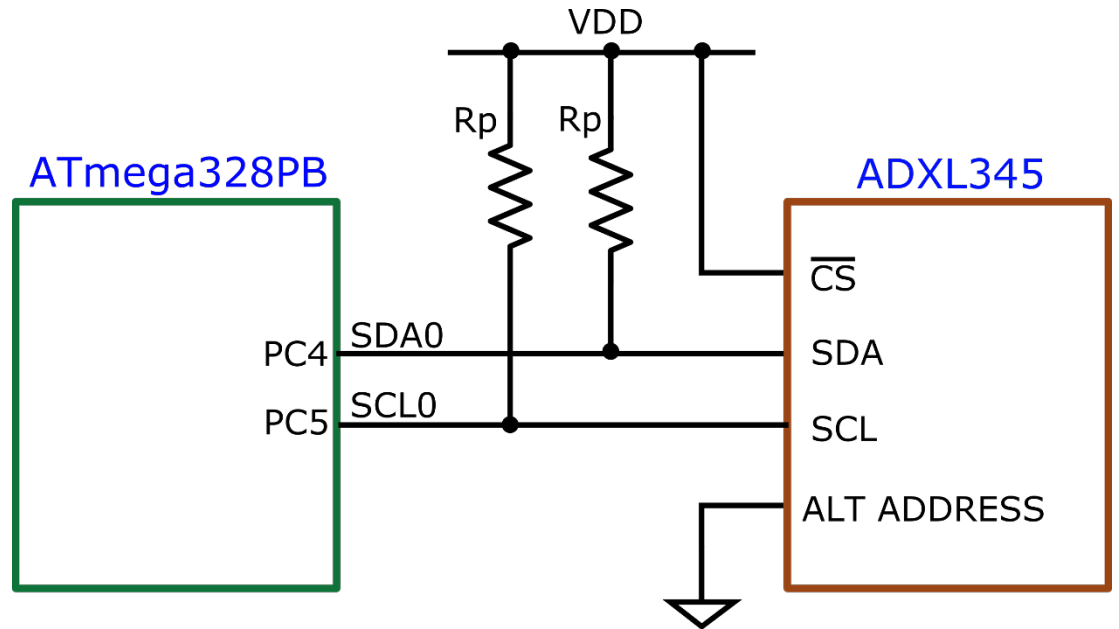 VDD
Rp Rp
ATmega328PB
ADXL345
CS
PC4 SDA0 SDA
PC5 SCL0 SCL
ALT ADDRESS